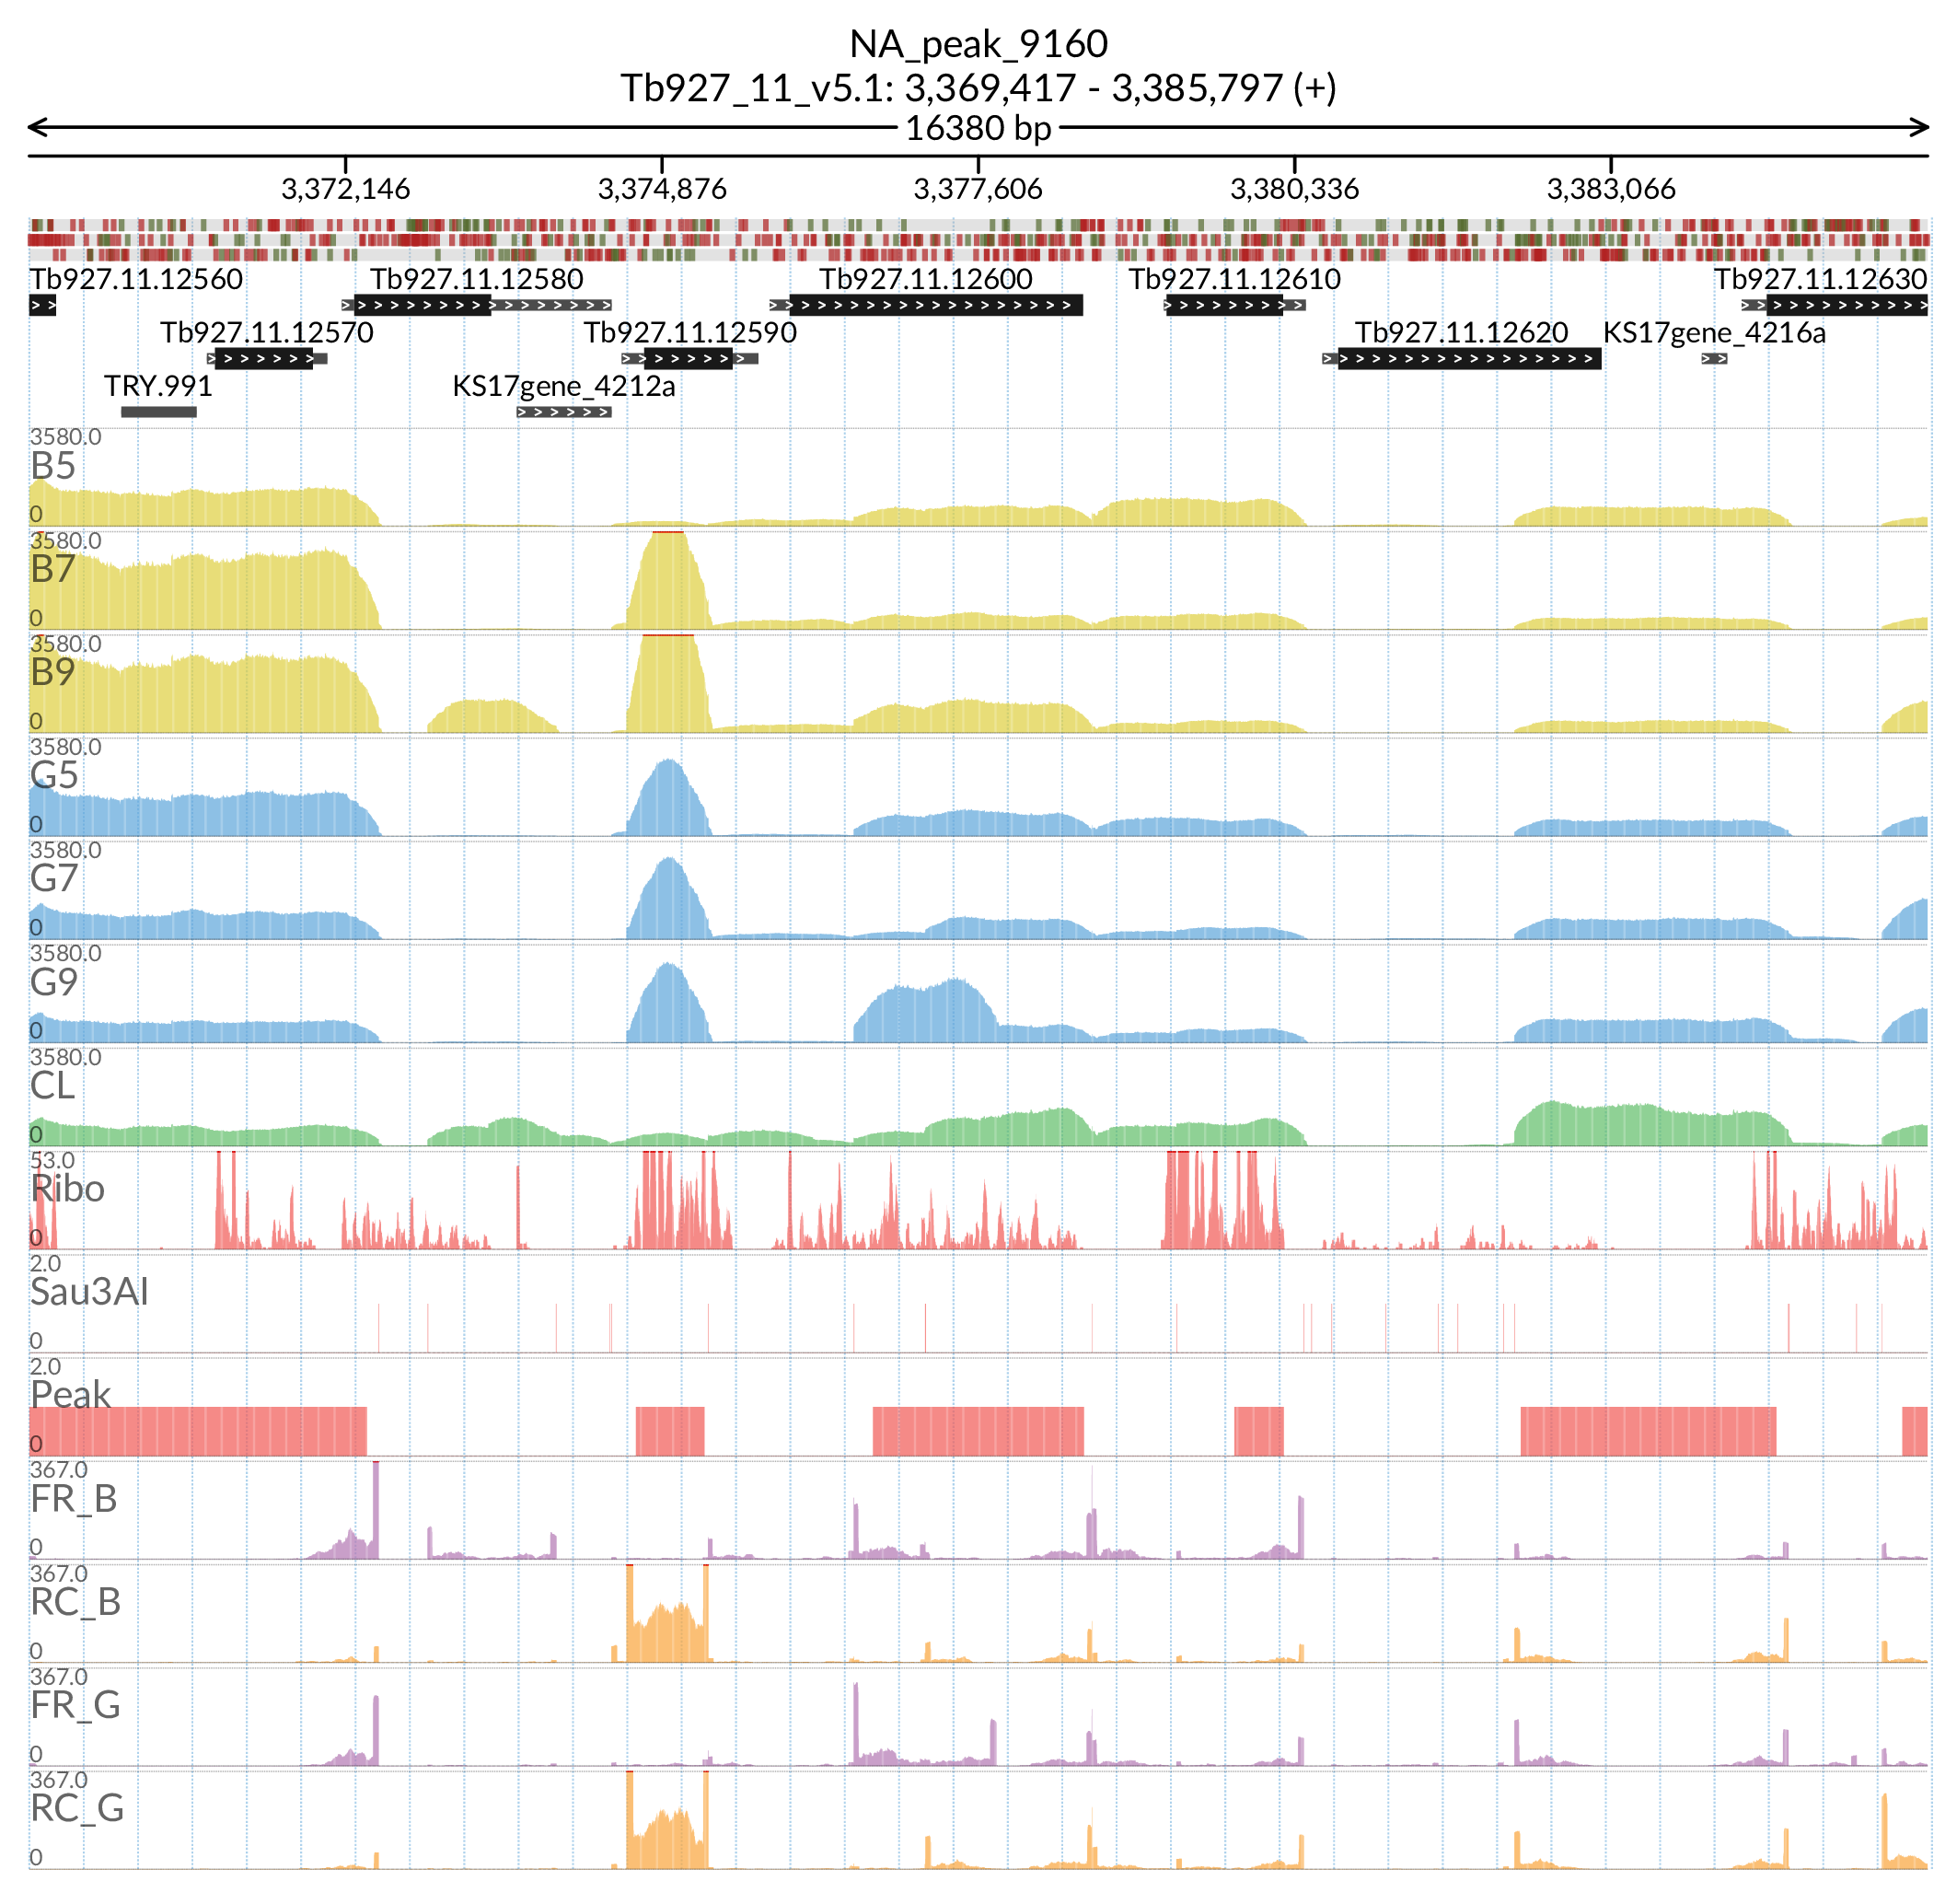 NA_peak_9160
Tb927_11_v5.1: 3,369,417 - 3,385,797 (+)
16380 bp
3,372,146 3,374,876 3,377,606 3,380,336 3,383,066
Tb927.11.12560 Tb927.11.12580 Tb927.11.12600 Tb927.11.12610 Tb927.11.12630
Tb927.11.12570 Tb927.11.12590 Tb927.11.12620 KS17gene_4216a
TRY.991 KS17gene_4212a
3580.0
B5
0
3580.0
B7
0
3580.0
B9
0
3580.0
G5
0
3580.0
G7
0
3580.0
G9
0
3580.0
CL
0
53.0
Ribo
0
2.0
Sau3AI
0
2.0
Peak
0
367.0
FR_B
0
367.0
RC_B
0
367.0
FR_G
0
367.0
RC_G
0